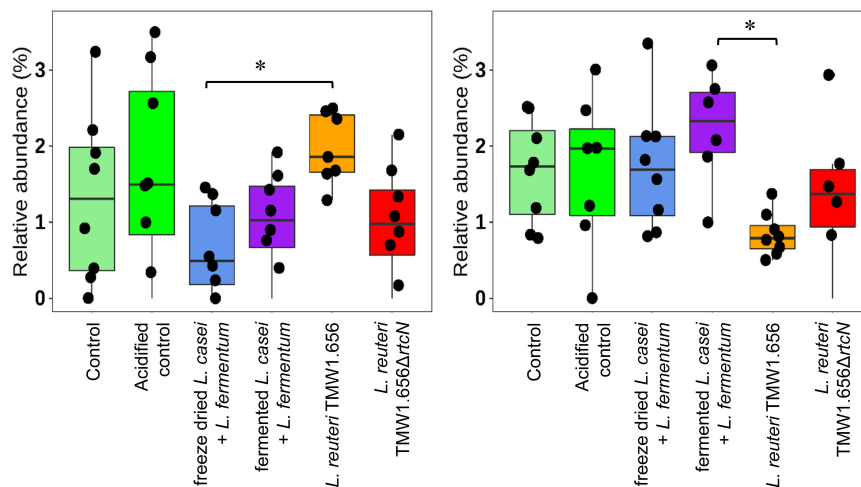 Relative abundance (%)
3
2
1
0
*
Control
Acidified
control
freeze dried L. casei
+ L. fermentum
fermented L. casei
+ L. fermentum
L. reuteri TMW1.656
L. reuteri
TMW1.656ΔrtcN
Relative abundance (%)
3
2
1
0
*
Control
Acidified
control
freeze dried L. casei
+ L. fermentum
fermented L. casei
+ L. fermentum
L. reuteri TMW1.656
L. reuteri
TMW1.656ΔrtcN